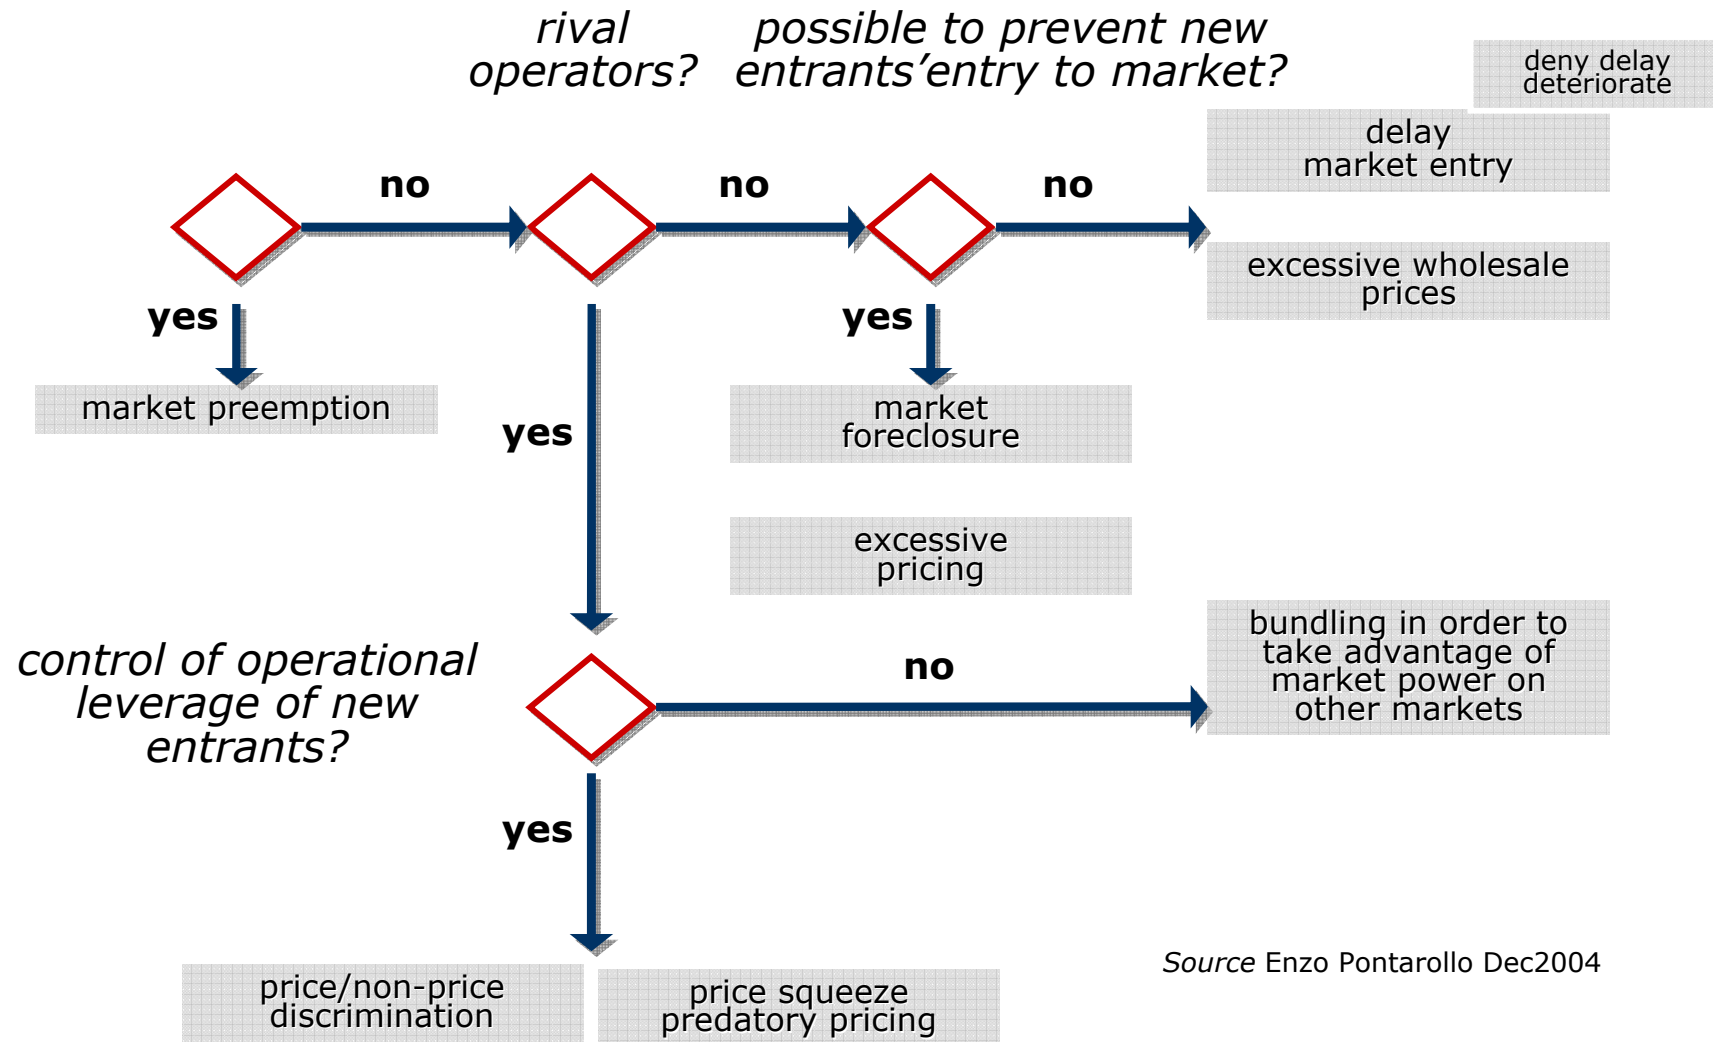 rival
operators?
possible to prevent new
entrants'entry to market?
deny delay
deteriorate
delay
market entry
no
no
no
excessive wholesale
prices
yes
yes
market preemption
market
foreclosure
yes
excessive
pricing
bundling in order to
take advantage of
market power on
other markets
control of operational
leverage of new
entrants?
no
yes
Source Enzo Pontarollo Dec2004
price/non-price
discrimination
price squeeze
predatory pricing